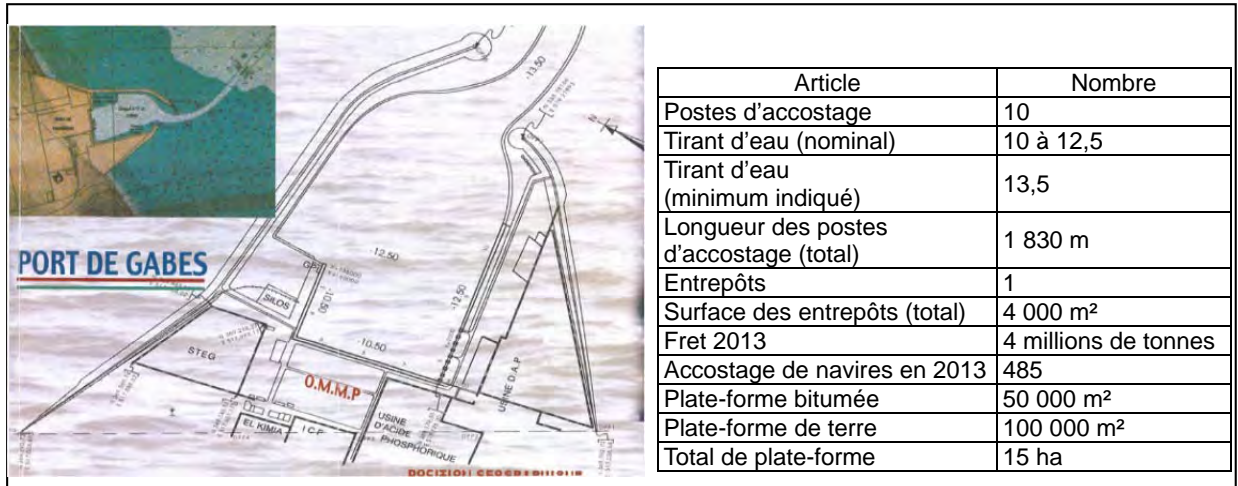 PORT DE GABES
-13.50
-12.50
GB
SILOS
-10.50
-12.50
-10.50
STEG
O.M.M.P
EL KIMIA
I C F
USINE
D'ACIDE
PHOSPHORIQUE
USINE D.A.P
Article Nombre
Postes d'accostage 10
Tirant d'eau (nominal) 10 à 12,5
Tirant d'eau
(minimum indiqué) 13,5
Longueur des postes
d'accostage (total) 1 830 m
Entrepôts 1
Surface des entrepôts (total) 4 000 m²
Fret 2013 4 millions de tonnes
Accostage de navires en 2013 485
Plate-forme bitumée 50 000 m²
Plate-forme de terre 100 000 m²
Total de plate-forme 15 ha